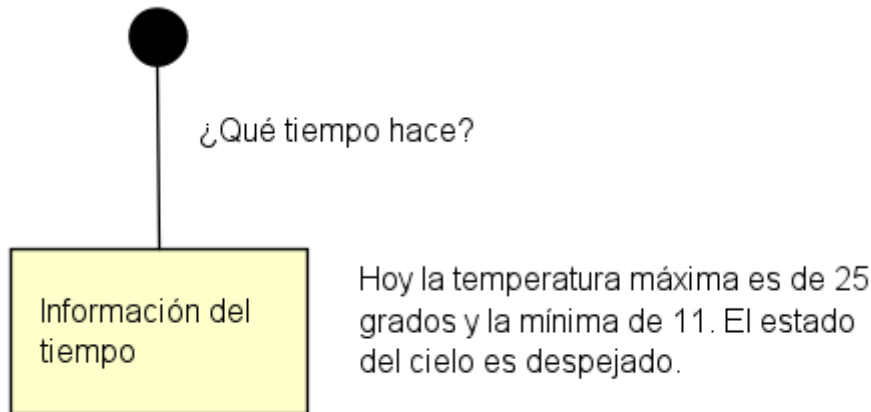 ¿Qué tiempo hace?
Información del
tiempo
Hoy la temperatura máxima es de 25
grados y la mínima de 11. El estado
del cielo es despejado.